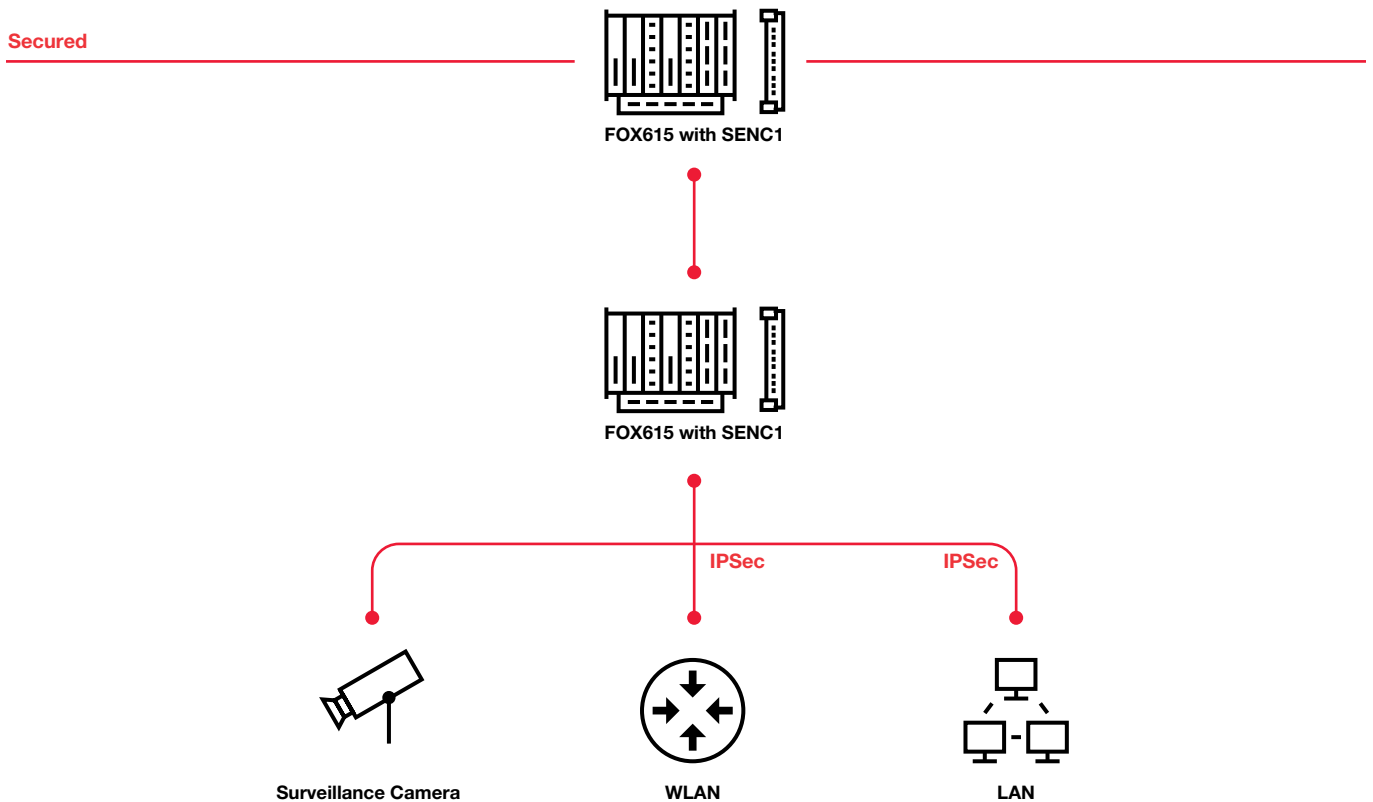 Secured
FOX615 with SENC1
FOX615 with SENC1
IPSec
IPSec
Surveillance Camera
WLAN
LAN